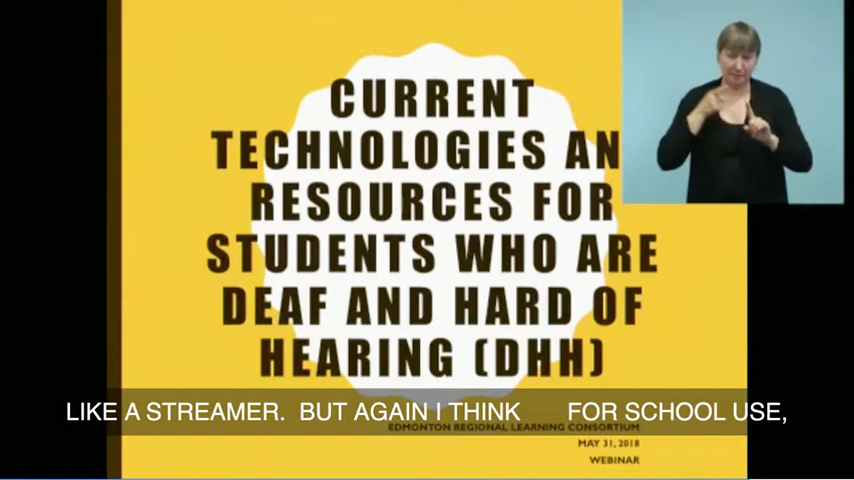 CURRENT
TECHNOLOGIES AN
RESOURCES FOR
STUDENTS WHO ARE
DEAF AND HARD OF
HEARING (DHH)
LIKE A STREAMER. BUT AGAIN I THINK FOR SCHOOL USE,
EDMONTON REGIONAL LEARNING CONSORTIUM
MAY 31, 2018
WEBINAR